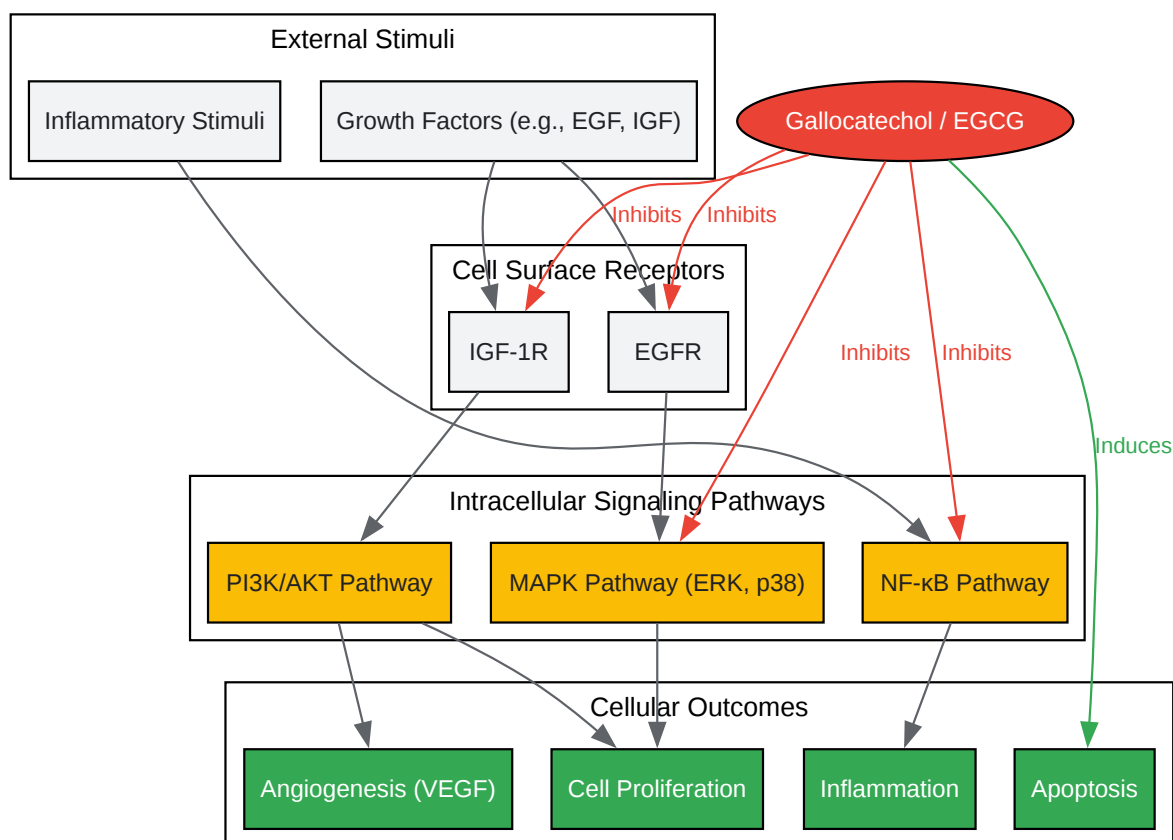 External Stimuli
Inflammatory Stimuli
Growth Factors (e.g., EGF, IGF)
Gallocatechol / EGCG
Inhibits
Inhibits
Cell Surface Receptors
IGF-1R
EGFR
Inhibits
Inhibits
Induces
Intracellular Signaling Pathways
PI3K/AKT Pathway
MAPK Pathway (ERK, p38)
NF-κB Pathway
Cellular Outcomes
Angiogenesis (VEGF)
Cell Proliferation
Inflammation
Apoptosis